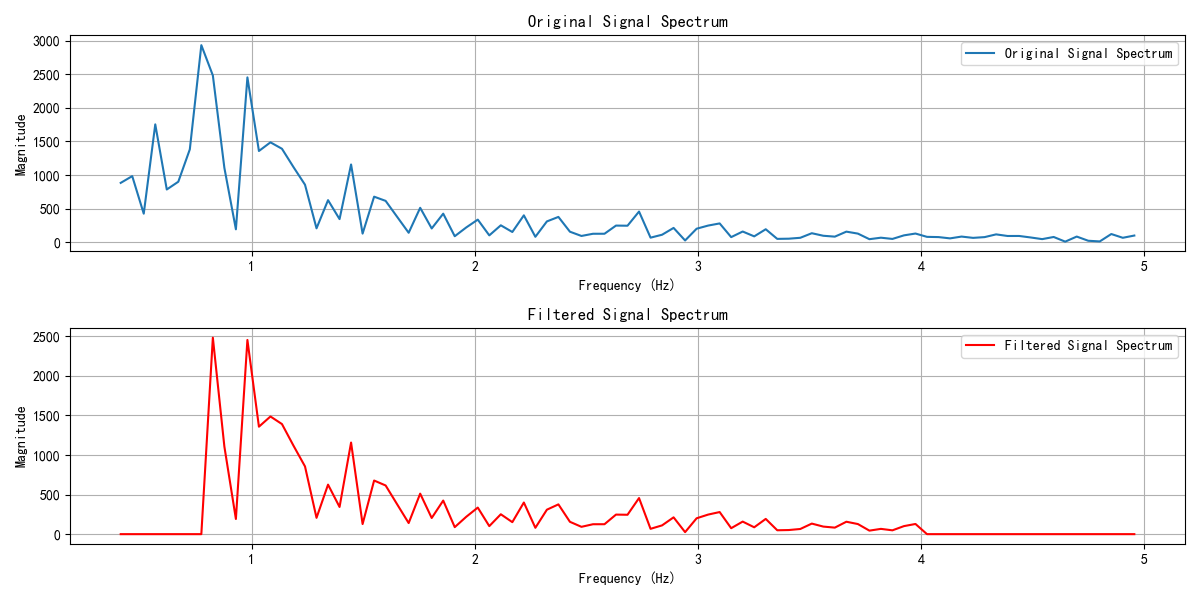 Original Signal Spectrum
3000
2500
2000
1500
1000
500
0
Magnitude
Original Signal Spectrum
1 2 3 4 5
Frequency (Hz)
Filtered Signal Spectrum
2500
2000
1500
1000
500
0
Magnitude
Filtered Signal Spectrum
1 2 3 4 5
Frequency (Hz)